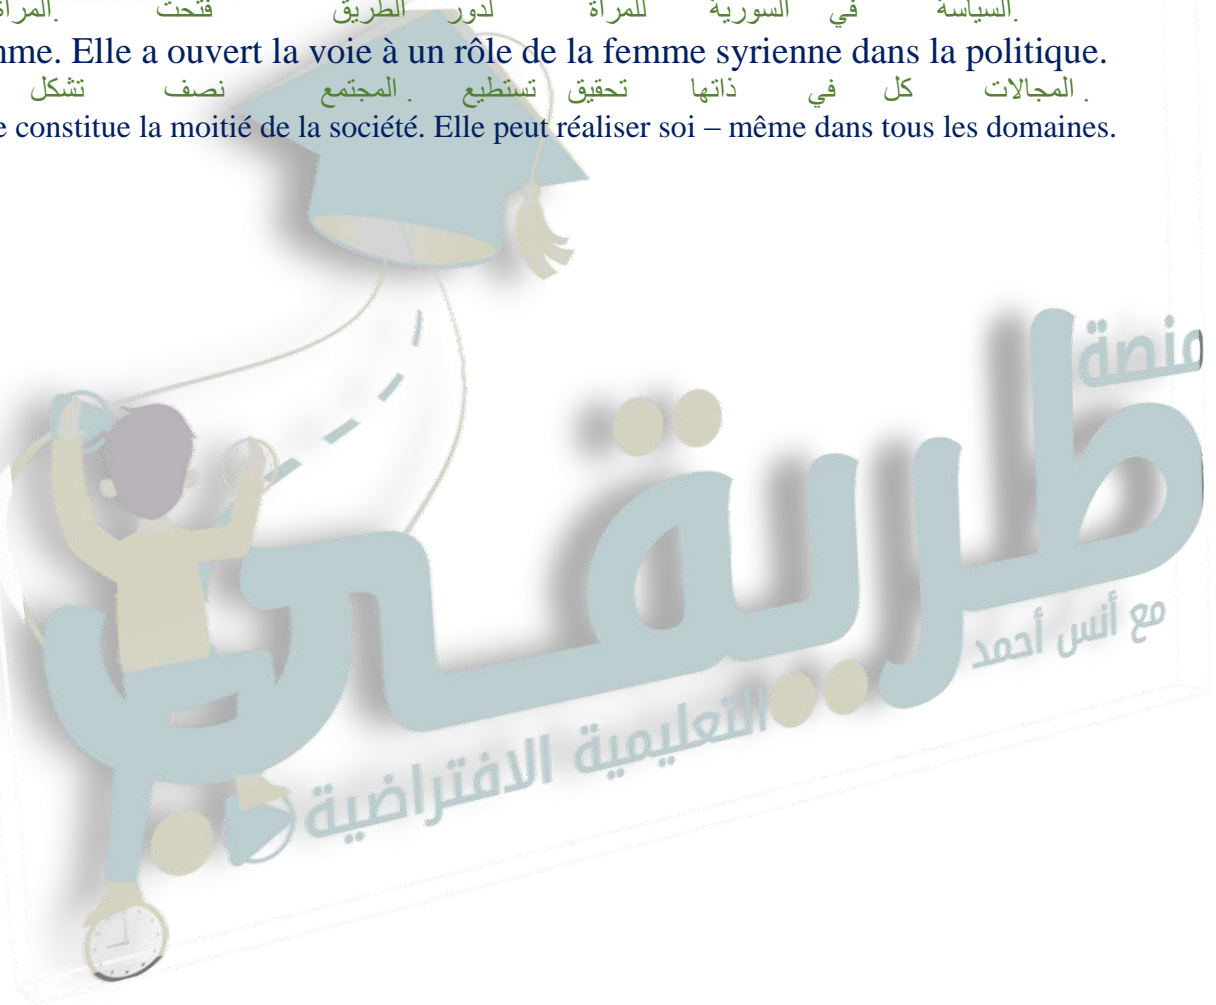 المرأة. فتحت الطريق لدور للمرأة السورية في السياسة.
Elle a ouvert la voie à un rôle de la femme syrienne dans la politique.
تشكل نصف المجتمع . تستطيع تحقيق ذاتها في كل المجالات .
constitue la moitié de la société. Elle peut réaliser soi – même dans tous les domaines.
منصة
طريقي
مع أنس أحمد
التعليمية الافتراضية